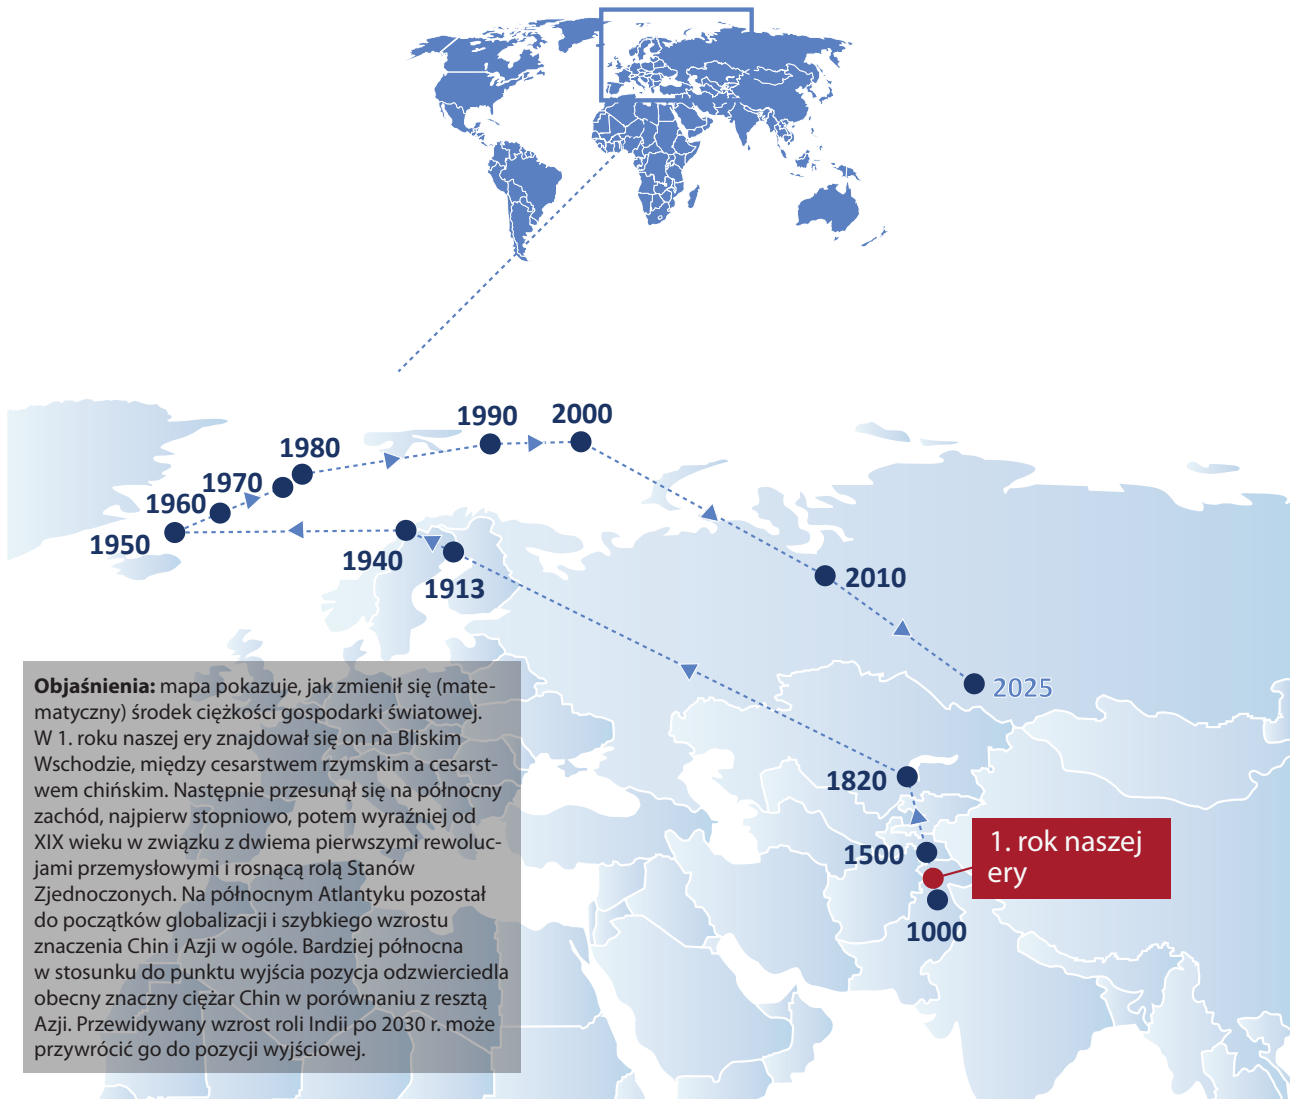 1990
2000
1980
1970
1960
1950
1940
1913
2010
2025
Objaśnienia: mapa pokazuje, jak zmienił się (mate-
matyczny) środek ciężkości gospodarki światowej.
W 1. roku naszej ery znajdował się on na Bliskim
Wschodzie, między cesarstwem rzymskim a cesarst-
wem chińskim. Następnie przesunął się na północny
zachód, najpierw stopniowo, potem wyraźniej od
XIX wieku w związku z dwiema pierwszymi rewoluc-
jami przemysłowymi i rosnącą rolą Stanów
Zjednoczonych. Na północnym Atlantyku pozostał
do początków globalizacji i szybkiego wzrostu
znaczenia Chin i Azji w ogóle. Bardziej północna
w stosunku do punktu wyjścia pozycja odzwierciedla
obecny znaczny ciężar Chin w porównaniu z resztą
Azji. Przewidywany wzrost roli Indii po 2030 r. może
przywrócić go do pozycji wyjściowej.
1820
1500
1. rok naszej
ery
1000